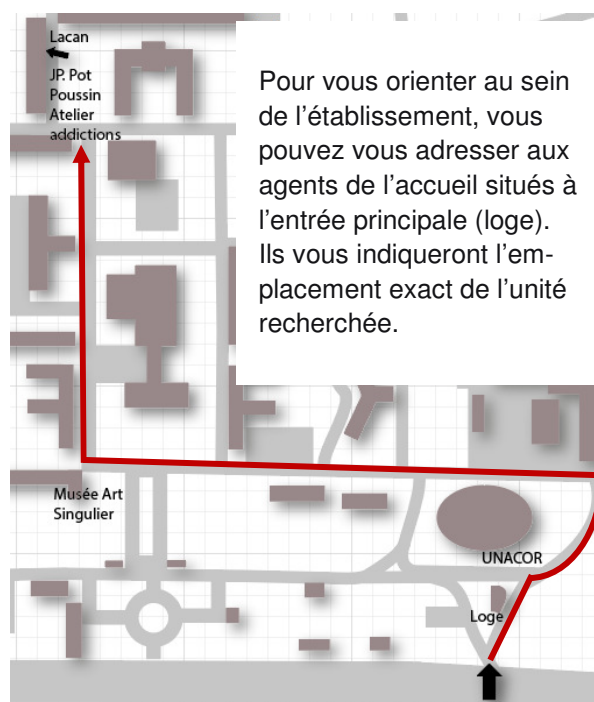 Lacan
JP. Pot
Poussin
Atelier
addictions
Pour vous orienter au sein
de l'établissement, vous
pouvez vous adresser aux
agents de l'accueil situés à
l'entrée principale (loge).
Ils vous indiqueront l'em-
placement exact de l'unité
recherchée.
Musée Art
Singulier
UNACOR
Loge